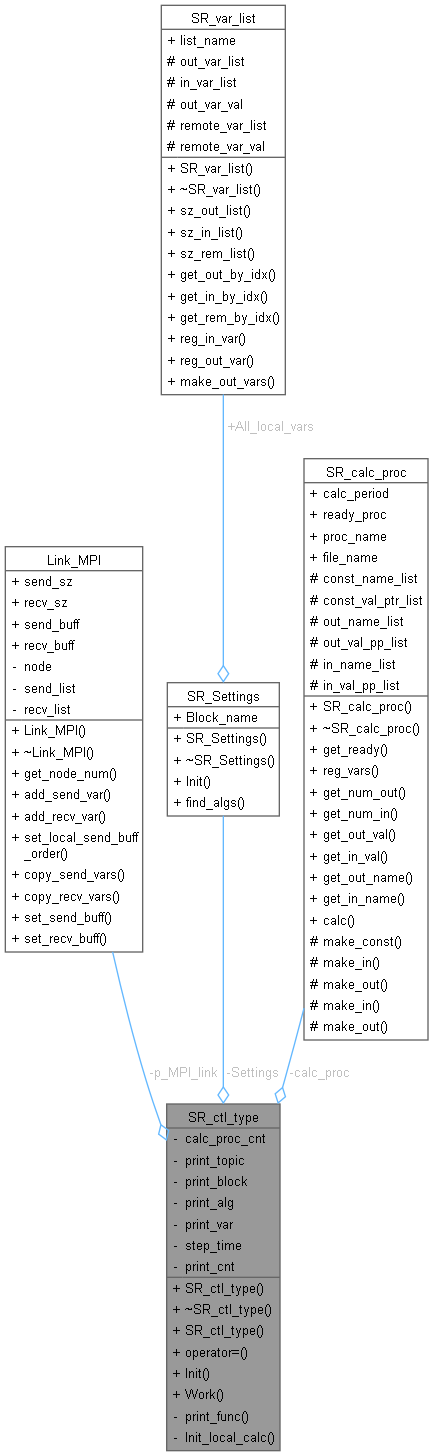 SR_var_list
+ list_name
# out_var_list
# in_var_list
# out_var_val
# remote_var_list
# remote_var_val
+ SR_var_list()
+ ~SR_var_list()
+ sz_out_list()
+ sz_in_list()
+ sz_rem_list()
+ get_out_by_idx()
+ get_in_by_idx()
+ get_rem_by_idx()
+ reg_in_var()
+ reg_out_var()
+ make_out_vars()
+All_local_vars
SR_calc_proc
+ calc_period
+ ready_proc
+ proc_name
+ file_name
# const_name_list
# const_val_ptr_list
# out_name_list
# out_val_pp_list
# in_name_list
# in_val_pp_list
+ SR_calc_proc()
+ ~SR_calc_proc()
+ get_ready()
+ reg_vars()
+ get_num_out()
+ get_num_in()
+ get_out_val()
+ get_in_val()
+ get_out_name()
+ get_in_name()
+ calc()
# make_const()
# make_in()
# make_out()
# make_in()
# make_out()
Link_MPI
+ send_sz
+ recv_sz
+ send_buff
+ recv_buff
- node
- send_list
- recv_list
+ Link_MPI()
+ ~Link_MPI()
+ get_node_num()
+ add_send_var()
+ add_recv_var()
+ set_local_send_buff
_order()
+ copy_send_vars()
+ copy_recv_vars()
+ set_send_buff()
+ set_recv_buff()
SR_Settings
+ Block_name
+ SR_Settings()
+ ~SR_Settings()
+ Init()
+ find_algs()
-p_MPI_link
-Settings
-calc_proc
SR_ctl_type
- calc_proc_cnt
- print_topic
- print_block
- print_alg
- print_var
- step_time
- print_cnt
+ SR_ctl_type()
+ ~SR_ctl_type()
+ SR_ctl_type()
+ operator=()
+ Init()
+ Work()
- print_func()
- Init_local_calc()